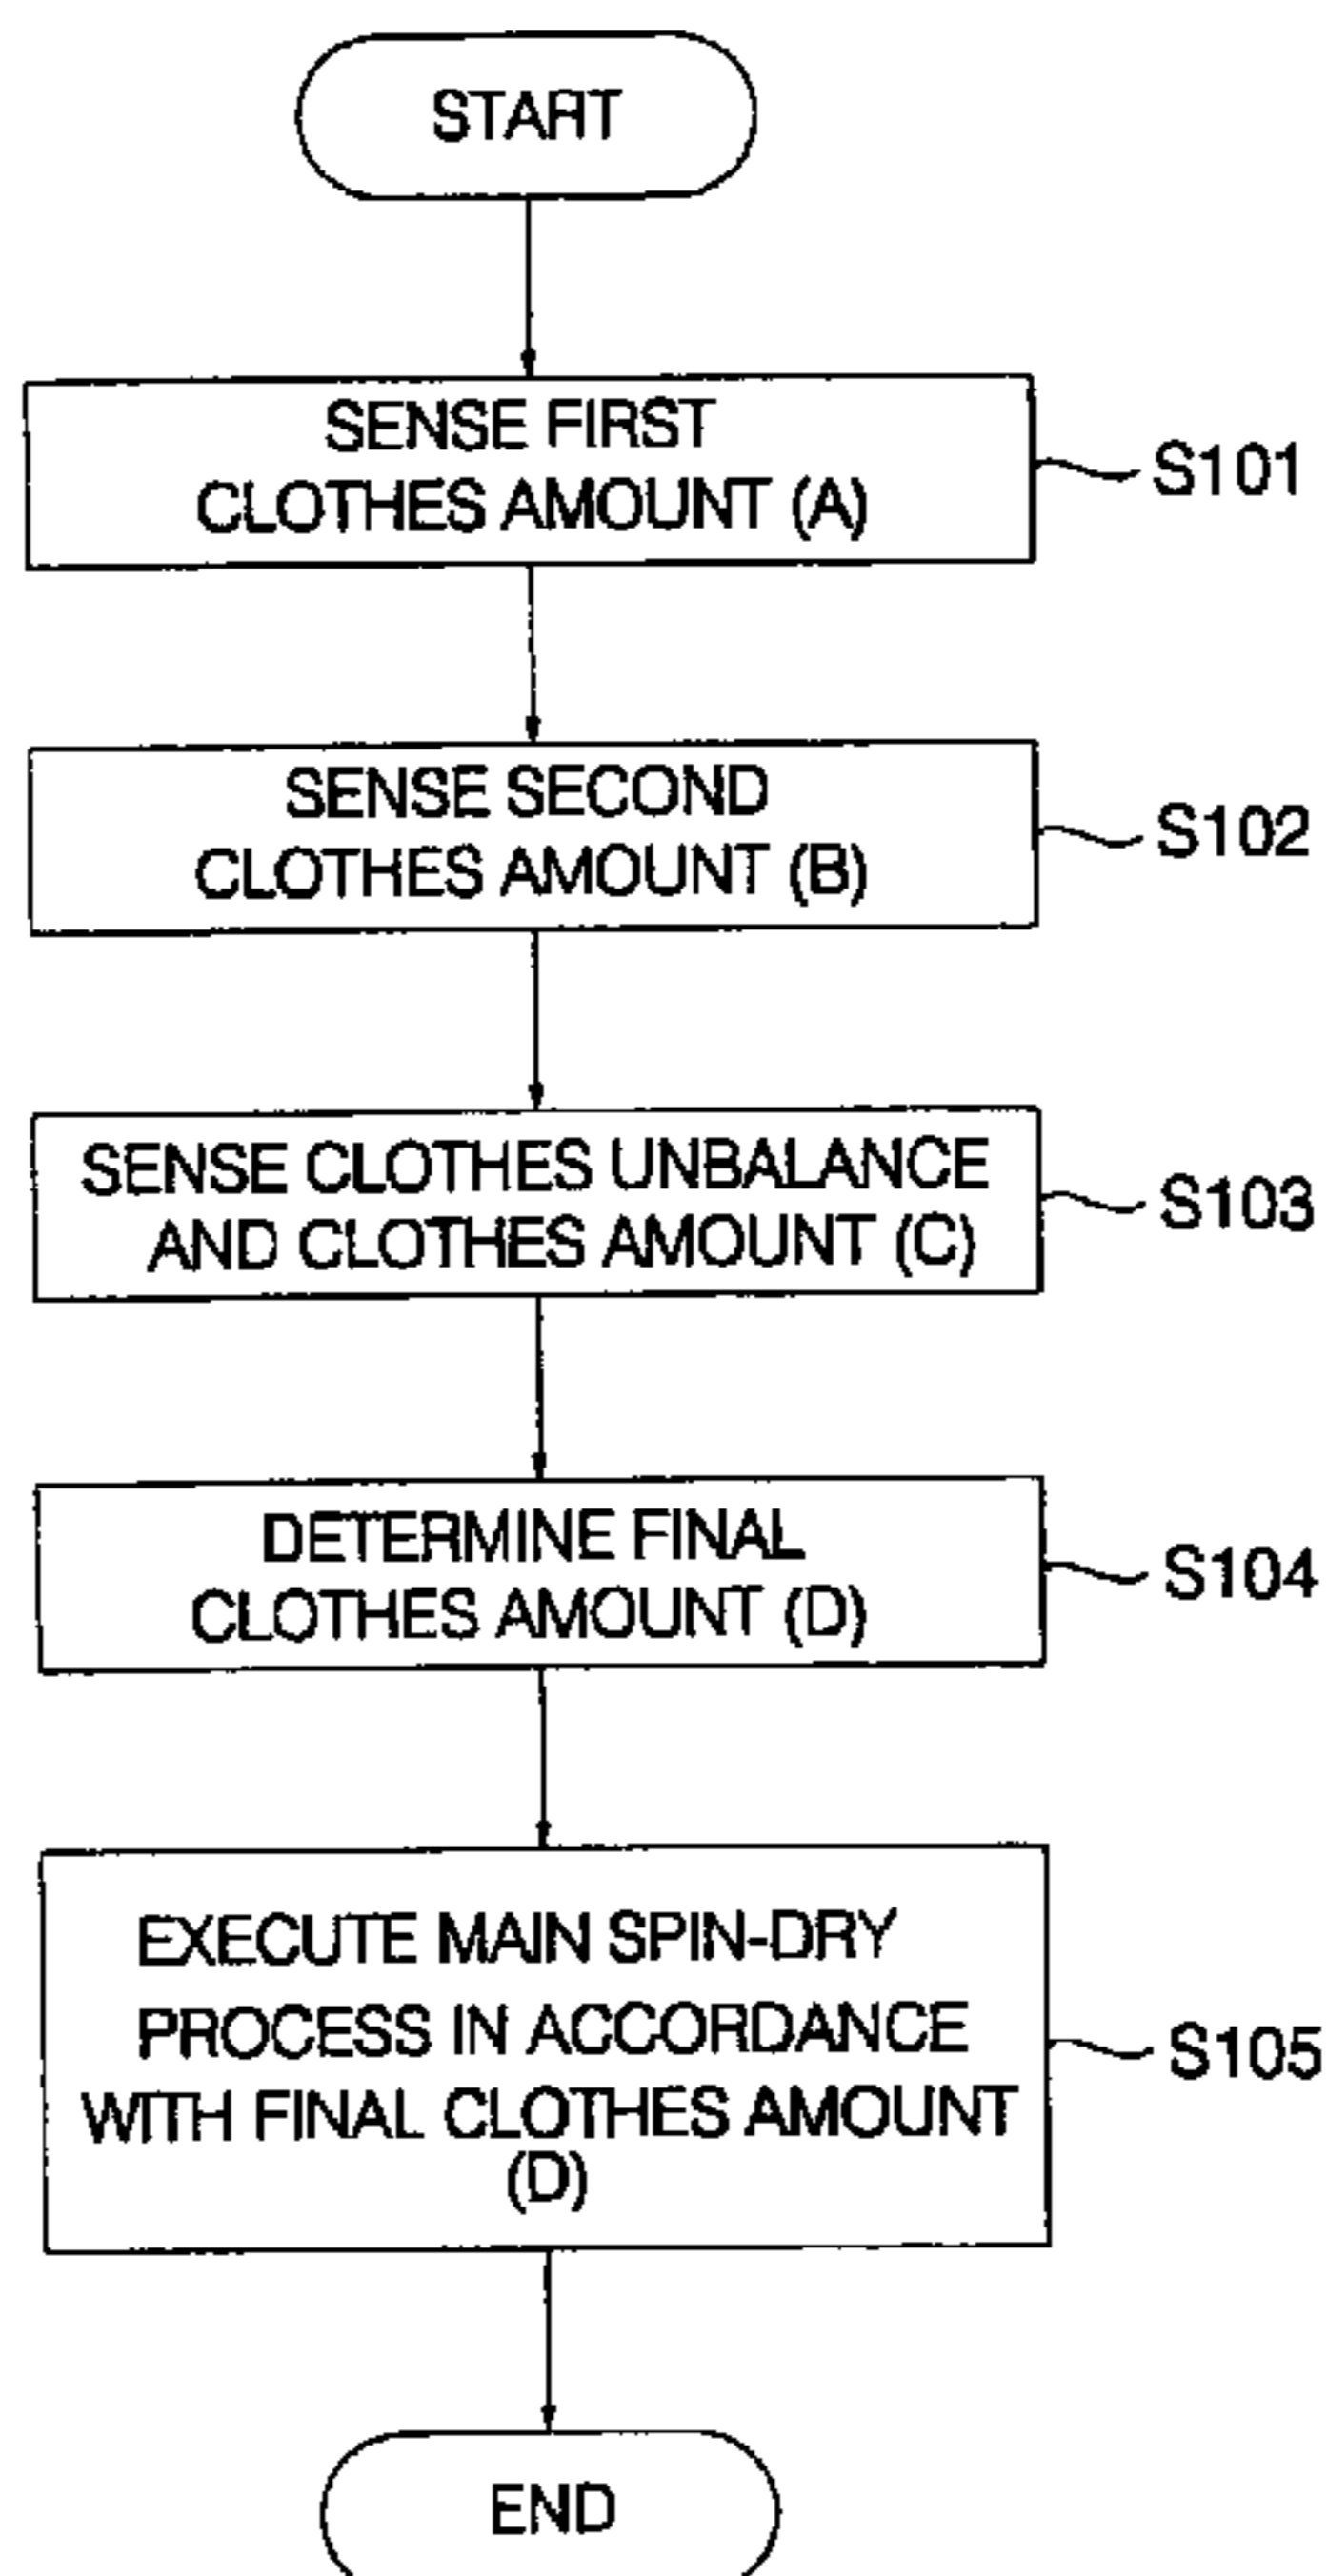 START
SENSE FIRST
CLOTHES AMOUNT (A)
S101
SENSE SECOND
CLOTHES AMOUNT (B)
S102
SENSE CLOTHES UNBALANCE
AND CLOTHES AMOUNT (C)
S103
DETERMINE FINAL
CLOTHES AMOUNT (D)
S104
EXECUTE MAIN SPIN-DRY
PROCESS IN ACCORDANCE
WITH FINAL CLOTHES AMOUNT
(D)
S105
END